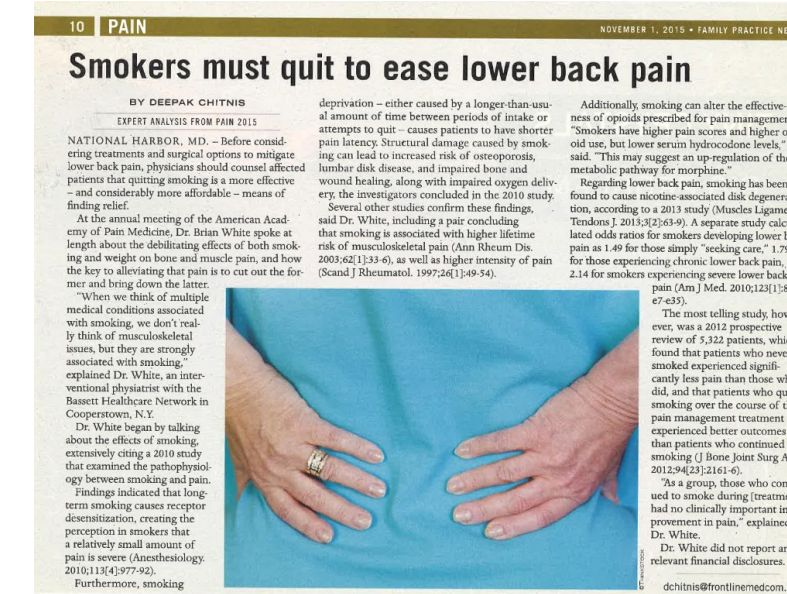 10 PAIN
NOVEMBER 1, 2015 • FAMILY PRACTICE
Smokers must quit to ease lower back pain
BY DEEPAK CHITNIS
EXPERT ANALYSIS FROM PAIN 2015
NATIONAL HARBOR, MD. – Before consid-
ering treatments and surgical options to mitigate
lower back pain, physicians should counsel affected
patients that quitting smoking is a more effective
– and considerably more affordable – means of
finding relief.
At the annual meeting of the American Acad-
emy of Pain Medicine, Dr. Brian White spoke at
length about the debilitating effects of both smok-
ing and weight on bone and muscle pain, and how
the key to alleviating that pain is to cut out the for-
mer and bring down the latter.
"When we think of multiple
medical conditions associated
with smoking, we don't real-
ly think of musculoskeletal
issues, but they are strongly
associated with smoking,"
explained Dr. White, an inter-
ventional physiatrist with the
Bassett Healthcare Network in
Cooperstown, N.Y.
Dr. White began by talking
about the effects of smoking,
extensively citing a 2010 study
that examined the pathophysiol-
ogy between smoking and pain.
Findings indicated that long-
term smoking causes receptor
desensitization, creating the
perception in smokers that
a relatively small amount of
pain is severe (Anesthesiology.
2010;113[4]:977-92).
Furthermore, smoking
deprivation – either caused by a longer-than-usu-
al amount of time between periods of intake or
attempts to quit – causes patients to have shorter
pain latency. Structural damage caused by smok-
ing can lead to increased risk of osteoporosis,
lumbar disk disease, and impaired bone and
wound healing, along with impaired oxygen deliv-
ery, the investigators concluded in the 2010 study.
Several other studies confirm these findings,
said Dr. White, including a pair concluding
that smoking is associated with higher lifetime
risk of musculoskeletal pain (Ann Rheum Dis.
2003;62[1]:33-6), as well as higher intensity of pain
(Scand J Rheumatol. 1997;26[1]:49-54).
©THINKSTOCK
Additionally, smoking can alter the effective-
ness of opioids prescribed for pain
"Smokers have higher pain scores and higher
oid use, but lower serum hydrocodone levels,"
said. "This may suggest an up-regulation of
metabolic pathway for morphine."
Regarding lower back pain, smoking has been
found to cause nicotine-associated disk
tion, according to a 2013 study (Muscles
Tendons J. 2013;3[2]:63-9). A separate study
lated odds ratios for smokers developing lower
pain as 1.49 for those simply "seeking care,"
for those experiencing chronic lower back pain,
2.14 for smokers experiencing severe lower back
pain (Am J Med. 2010;123[1]:
e7-e35).
The most telling study,
ever, was a 2012 prospective
review of 5,322 patients,
found that patients who
smoked experienced signifi-
cantly less pain than those
did, and that patients who
smoking over the course of
pain management treatment
experienced better outcomes
than patients who continued
smoking (J Bone Joint Surg
2012;94[23]:2161-6).
"As a group, those who
ued to smoke during
had no clinically important
provement in pain,"
Dr. White.
Dr. White did not report
relevant financial disclosures.
dchitnis@frontlinemedcom.